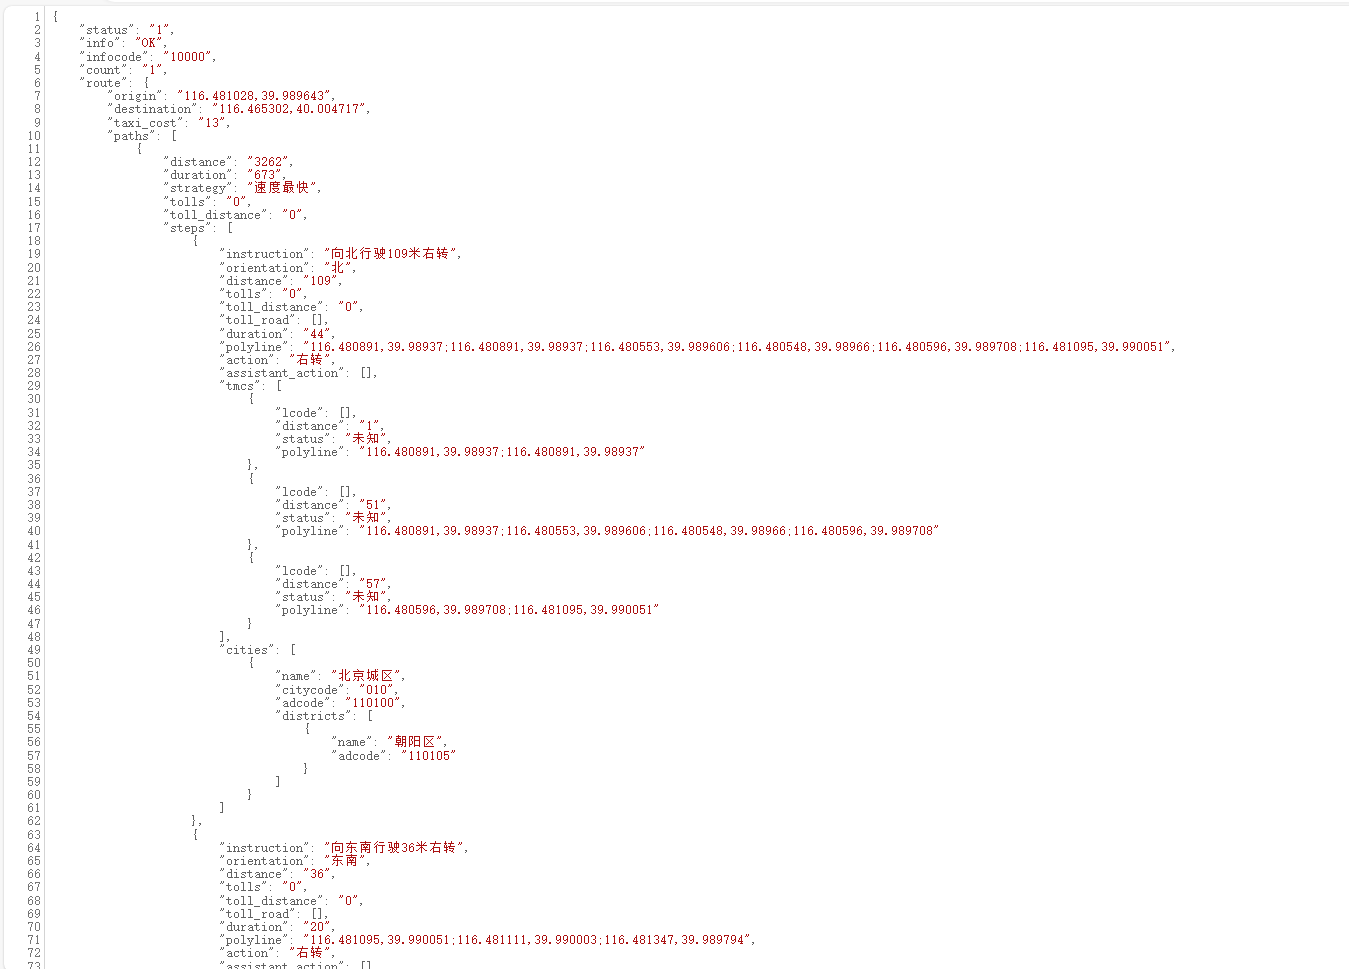 1 {
2 "status": "1",
3 "info": "OK",
4 "infocode": "10000",
5 "count": "1",
6 "route": {
7 "origin": "116.481028,39.989643",
8 "destination": "116.465302,40.004717",
9 "taxi_cost": "13",
10 "paths": [
11 {
12 "distance": "3262",
13 "duration": "673",
14 "strategy": "速度最快",
15 "tolls": "0",
16 "toll_distance": "0",
17 "steps": [
18 {
19 "instruction": "向北行驶109米右转",
20 "orientation": "北",
21 "distance": "109",
22 "tolls": "0",
23 "toll_distance": "0",
24 "toll_road": [],
25 "duration": "44",
26 "polyline": "116.480891,39.98937;116.480891,39.98937;116.480553,39.989606;116.480548,39.98966;116.480596,39.989708;116.481095,39.990051",
27 "action": "右转",
28 "assistant_action": [],
29 "tmcs": [
30 {
31 "lcode": [],
32 "distance": "1",
33 "status": "未知",
34 "polyline": "116.480891,39.98937;116.480891,39.98937"
35 },
36 {
37 "lcode": [],
38 "distance": "51",
39 "status": "未知",
40 "polyline": "116.480891,39.98937;116.480553,39.989606;116.480548,39.98966;116.480596,39.989708"
41 },
42 {
43 "lcode": [],
44 "distance": "57",
45 "status": "未知",
46 "polyline": "116.480596,39.989708;116.481095,39.990051"
47 }
48 ],
49 "cities": [
50 {
51 "name": "北京城区",
52 "citycode": "010",
53 "adcode": "110100",
54 "districts": [
55 {
56 "name": "朝阳区",
57 "adcode": "110105"
58 }
59 ]
60 }
61 ]
62 },
63 {
64 "instruction": "向东南行驶36米右转",
65 "orientation": "东南",
66 "distance": "36",
67 "tolls": "0",
68 "toll_distance": "0",
69 "toll_road": [],
70 "duration": "20",
71 "polyline": "116.481095,39.990051;116.481111,39.990003;116.481347,39.989794",
72 "action": "右转",
73 "assistant_action": []